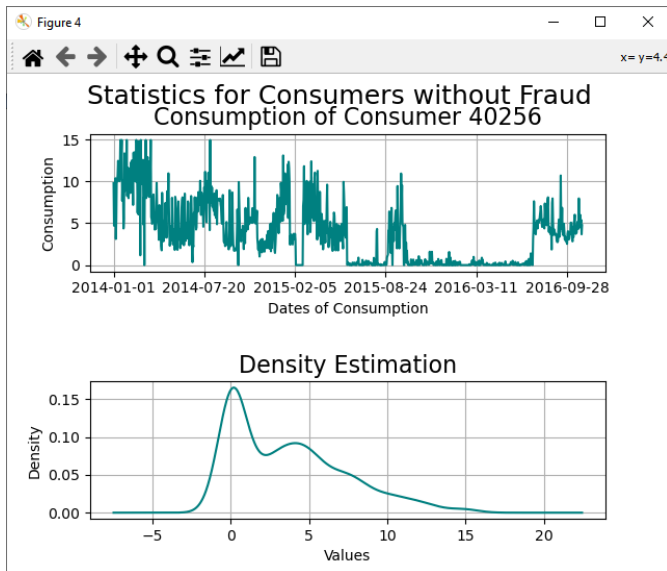 Figure 4
x= y=4.4
Statistics for Consumers without Fraud
Consumption of Consumer 40256
15
10
5
0
Consumption
2014-01-01 2014-07-20 2015-02-05 2015-08-24 2016-03-11 2016-09-28
Dates of Consumption
Density Estimation
0.15
0.10
0.05
0.00
Density
−5 0 5 10 15 20
Values